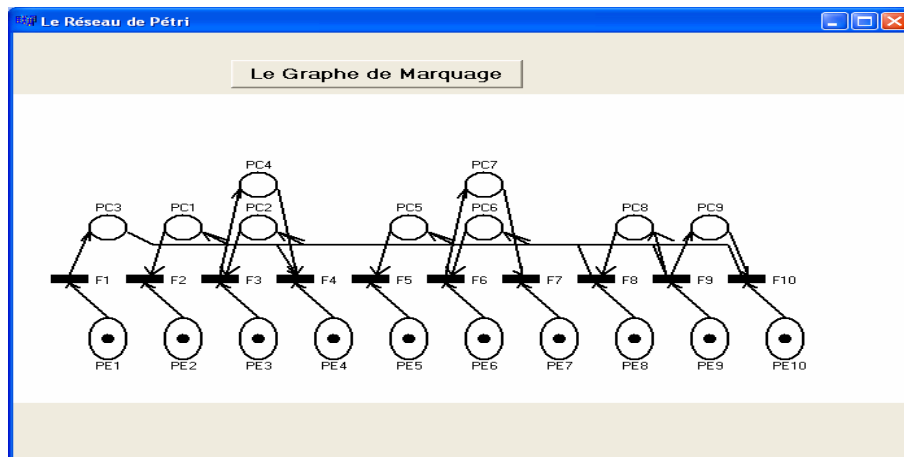 Le Réseau de Pétri
Le Graphe de Marquage
PC4 PC7
PC3 PC1 PC2 PC5 PC6 PC8 PC9
F1 F2 F3 F4 F5 F6 F7 F8 F9 F10
PE1 PE2 PE3 PE4 PE5 PE6 PE7 PE8 PE9 PE10